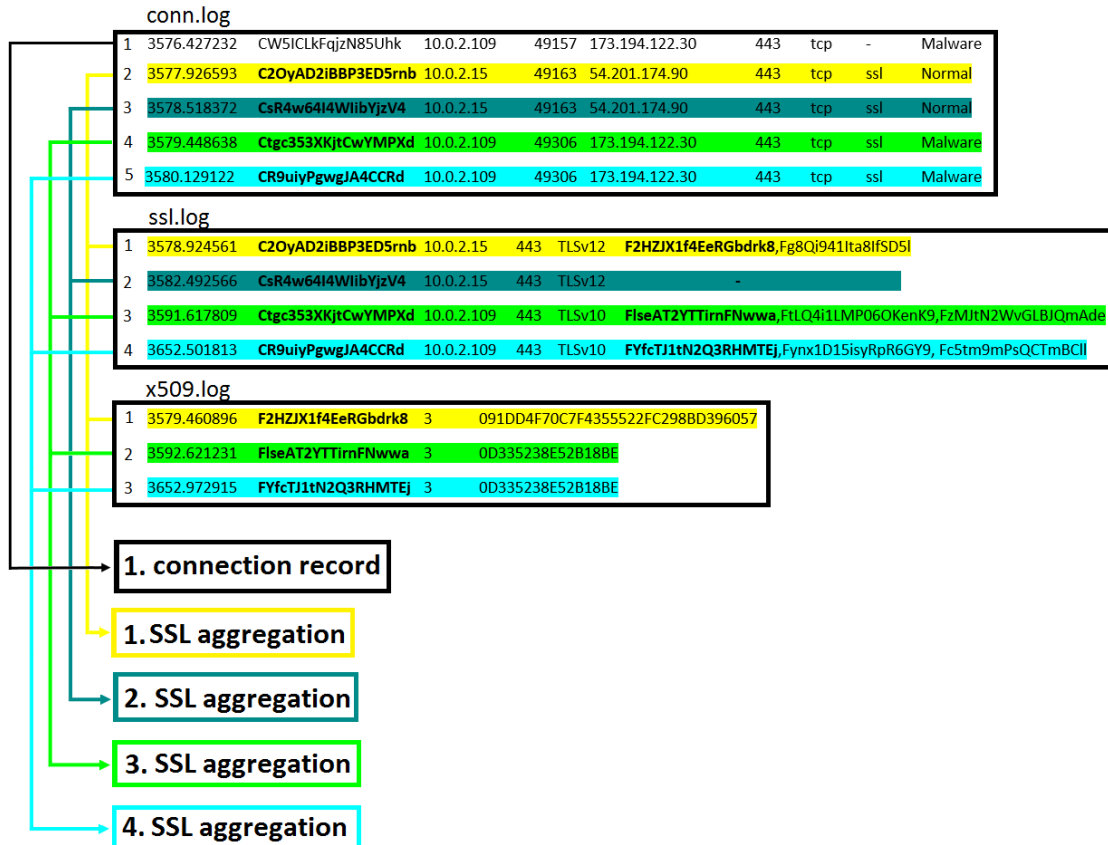 conn.log
1 3576.427232 CW5ICLkFqjzN85Uhk 10.0.2.109 49157 173.194.122.30 443 tcp - Malware
2 3577.926593 C2OyAD2iBBP3ED5rnb 10.0.2.15 49163 54.201.174.90 443 tcp ssl Normal
3 3578.518372 CsR4w64I4WIibYjzV4 10.0.2.15 49163 54.201.174.90 443 tcp ssl Normal
4 3579.448638 Ctgc353XKjtCwYMPXd 10.0.2.109 49306 173.194.122.30 443 tcp ssl Malware
5 3580.129122 CR9uiyPgwgJA4CCRd 10.0.2.109 49306 173.194.122.30 443 tcp ssl Malware
ssl.log
1 3578.924561 C2OyAD2iBBP3ED5rnb 10.0.2.15 443 TLSv12 F2HZJX1f4EeRGbdrk8,Fg8Qi941Ita8IfSD5l
2 3582.492566 CsR4w64I4WIibYjzV4 10.0.2.15 443 TLSv12 -
3 3591.617809 Ctgc353XKjtCwYMPXd 10.0.2.109 443 TLSv10 FlseAT2YTTirnFNwwa,FtLQ4i1LMP06OKenK9,FzMJtN2WvGLBJQmAde
4 3652.501813 CR9uiyPgwgJA4CCRd 10.0.2.109 443 TLSv10 FYfcTJ1tN2Q3RHMTEj,Fynx1D15isyRpR6GY9, Fc5tm9mPsQCTmBCll
x509.log
1 3579.460896 F2HZJX1f4EeRGbdrk8 3 091DD4F70C7F4355522FC298BD396057
2 3592.621231 FlseAT2YTTirnFNwwa 3 0D335238E52B18BE
3 3652.972915 FYfcTJ1tN2Q3RHMTEj 3 0D335238E52B18BE
1. connection record
1. SSL aggregation
2. SSL aggregation
3. SSL aggregation
4. SSL aggregation